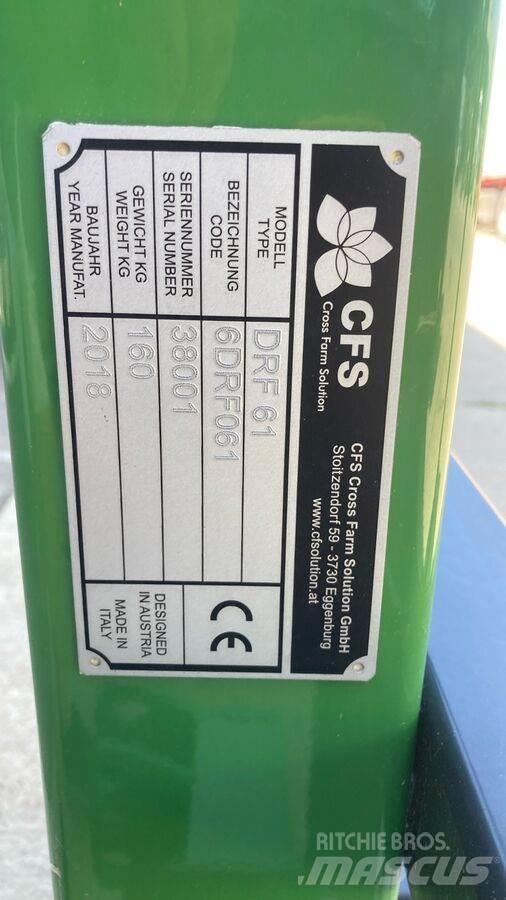 CFS
Cross Farm Solution
CFS Cross Farm Solution GmbH
Stoitzendorf 59 - 3730 Eggenburg
www.cfsolution.at
MODELL
TYPE
DRF 61
BEZEICHNUNG
CODE
6DRF061
SERIENNUMMER
SERIAL NUMBER
38001
GEWICHT KG
WEIGHT KG
160
BAUJAHR
YEAR MANUFAT.
2018
CE
DESIGNED
IN AUSTRIA
MADE IN
ITALY
RITCHIE BROS.
MASCUS